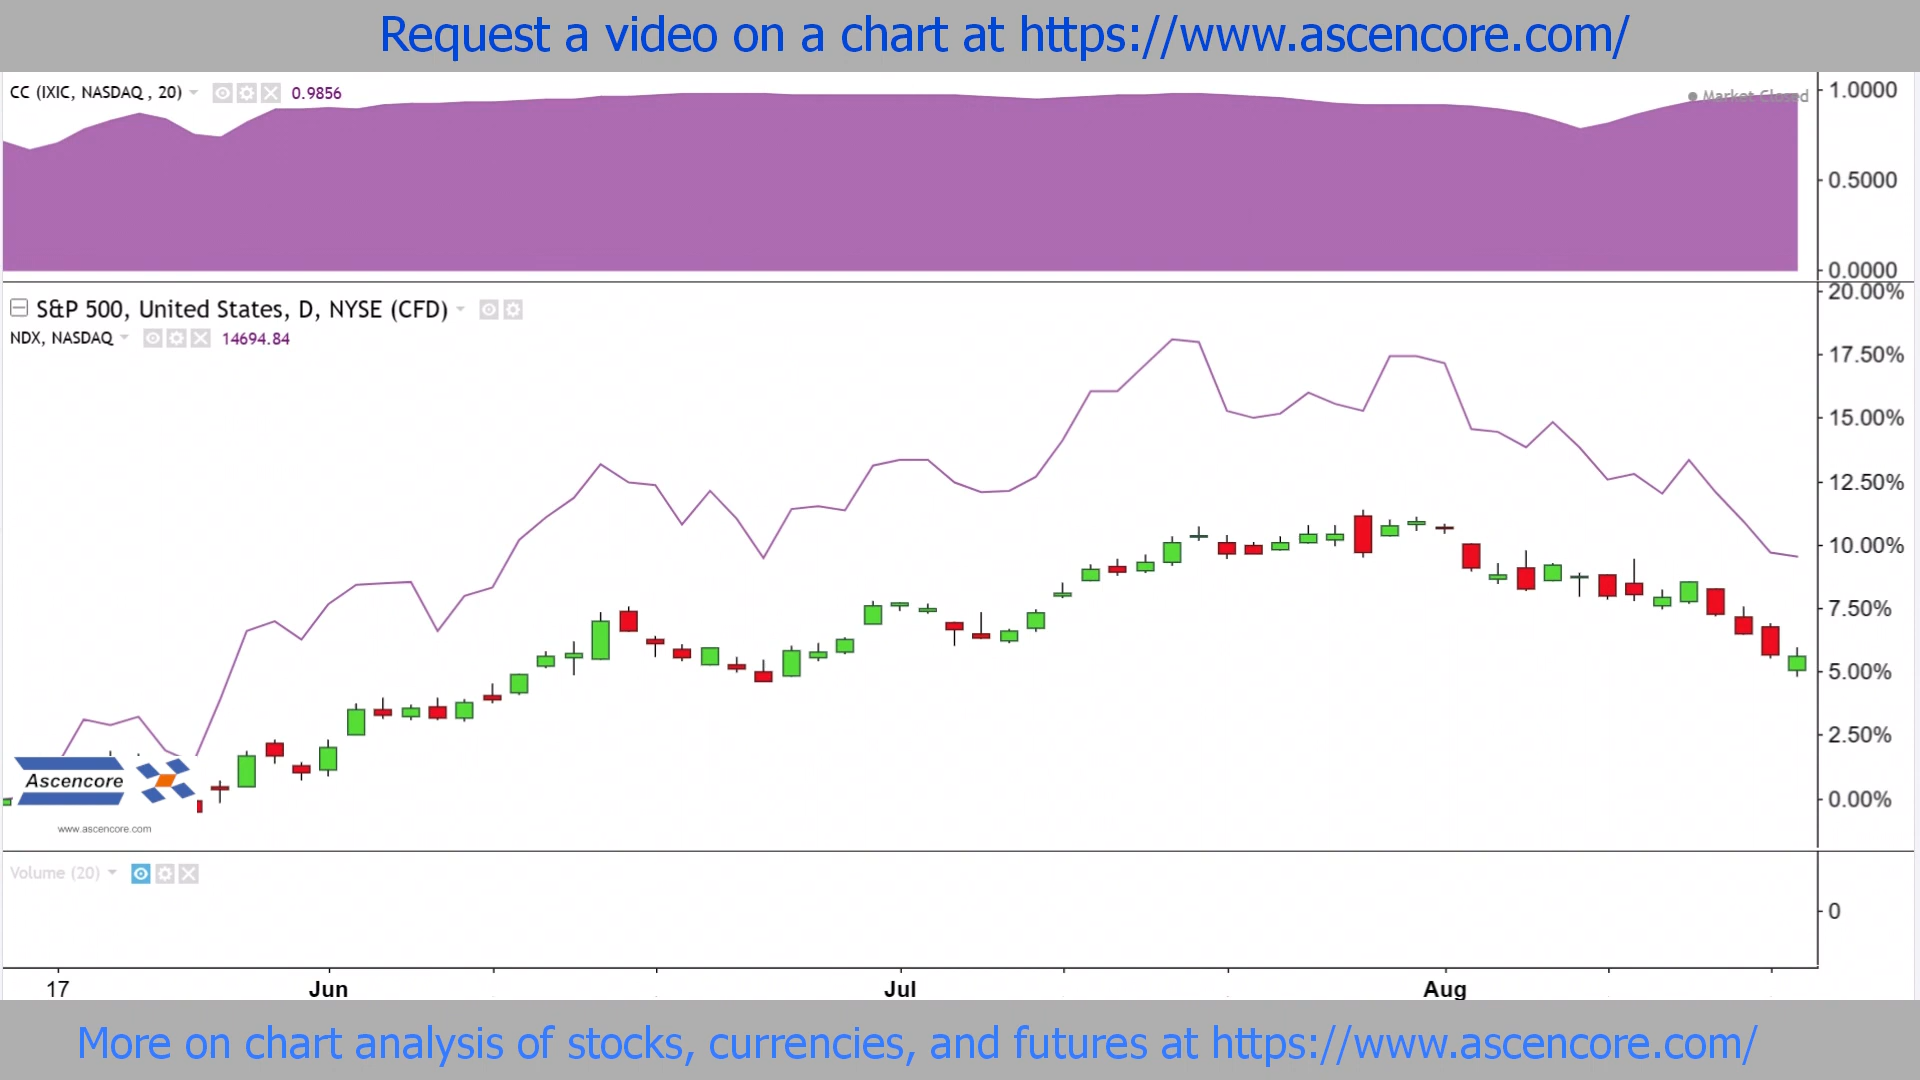 Request a video on a chart at https://www.ascencore.com/
CC (IXIC, NASDAQ , 20) 0.9856
Market Closed
1.0000
0.5000
0.0000
S&P 500, United States, D, NYSE (CFD)
NDX, NASDAQ 14694.84
20.00%
17.50%
15.00%
12.50%
10.00%
7.50%
5.00%
2.50%
0.00%
Ascencore
www.ascencore.com
Volume (20)
0
17 Jun Jul Aug
More on chart analysis of stocks, currencies, and futures at https://www.ascencore.com/